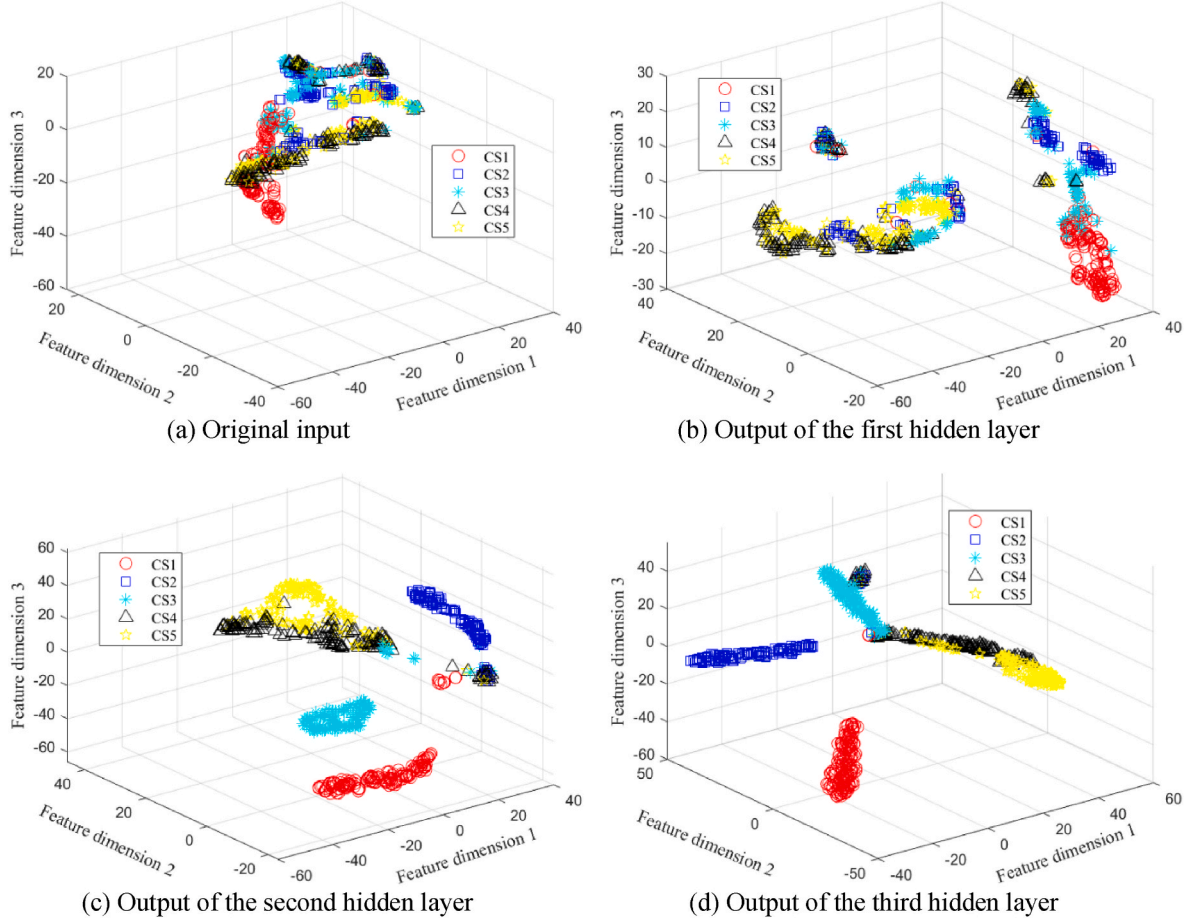 20
0
-20
-40
-60
Feature dimension 3
20
0
-20
-40
Feature dimension 2
-60
-40
-20
0
20
40
Feature dimension 1
CS1
CS2
CS3
CS4
CS5
(a) Original input
30
20
10
0
-10
-20
-30
Feature dimension 3
40
20
0
-20
Feature dimension 2
-60
-40
-20
0
20
40
Feature dimension 1
CS1
CS2
CS3
CS4
CS5
(b) Output of the first hidden layer
60
40
20
0
-20
-40
-60
Feature dimension 3
40
20
0
-20
Feature dimension 2
-60
-40
-20
0
20
40
Feature dimension 1
CS1
CS2
CS3
CS4
CS5
(c) Output of the second hidden layer
40
20
0
-20
-40
-60
Feature dimension 3
50
0
-50
Feature dimension 2
-40
-20
0
20
40
60
Feature dimension 1
CS1
CS2
CS3
CS4
CS5
(d) Output of the third hidden layer